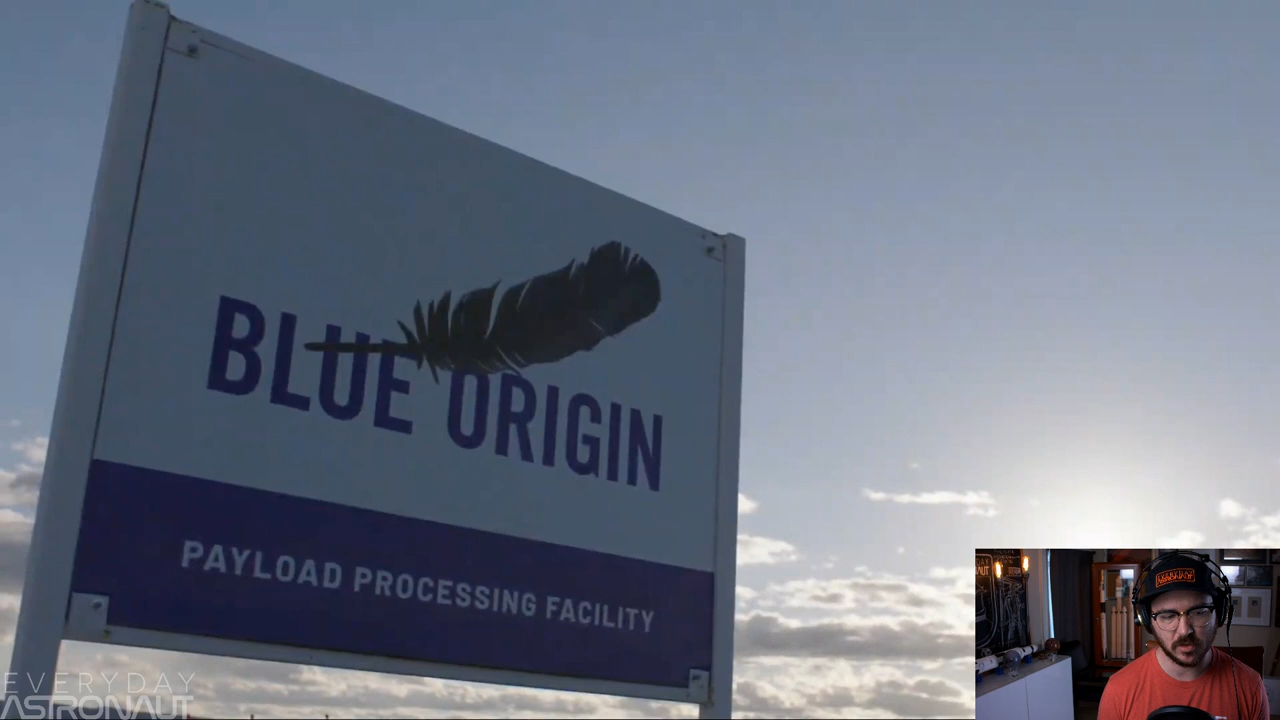 BLUE ORIGIN
PAYLOAD PROCESSING FACILITY
EVERYDAY
ASTRONAUT